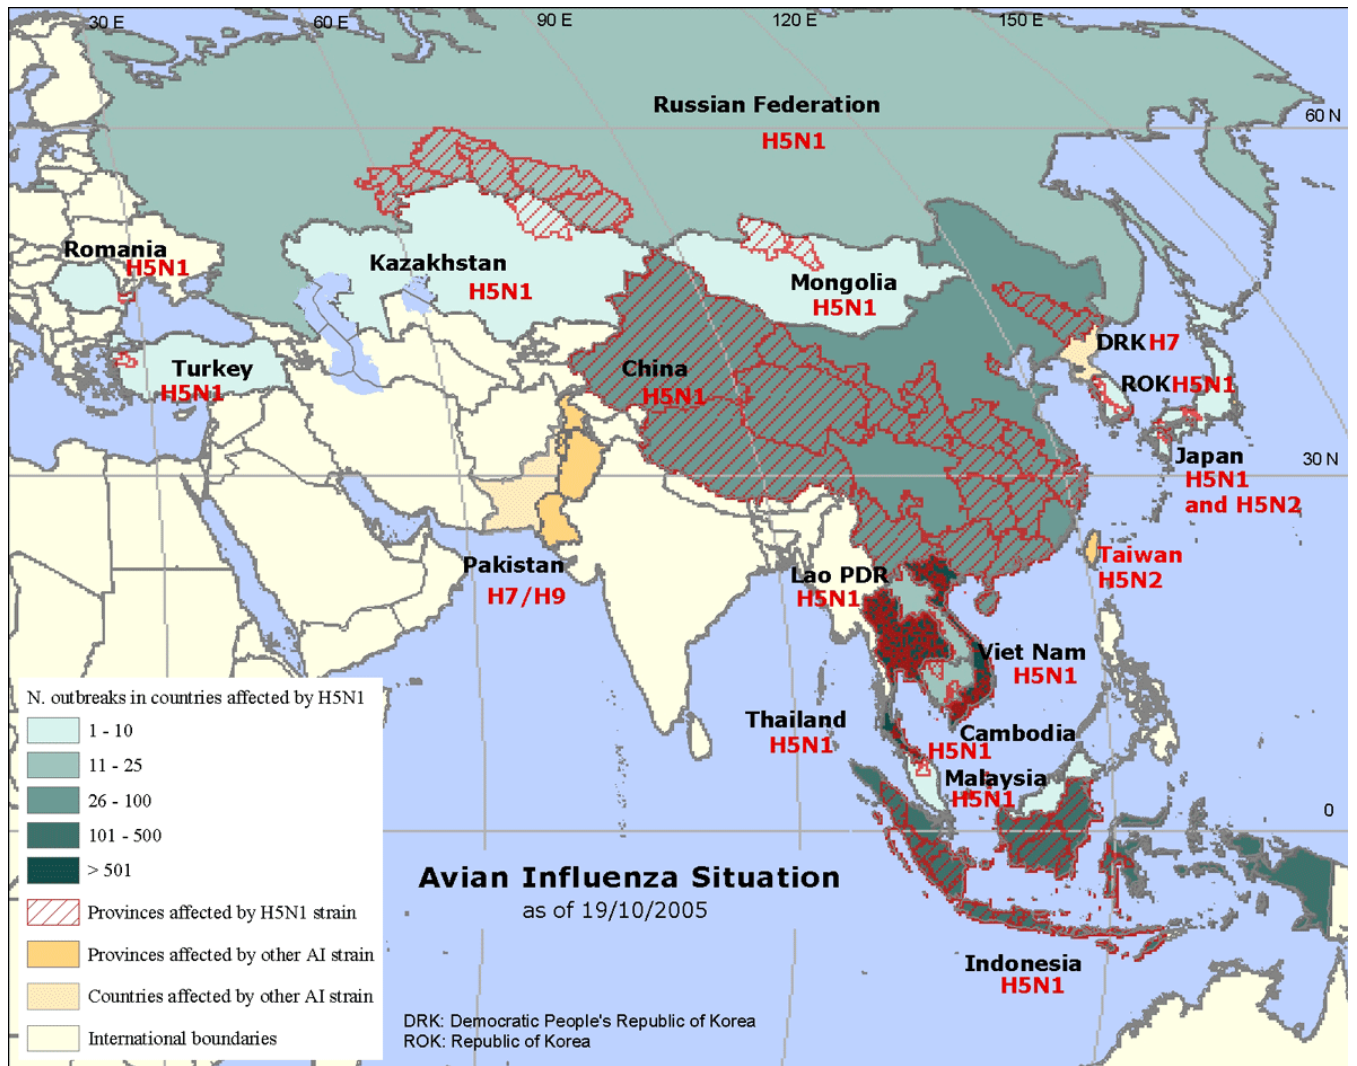 30 E
60 E
90 E
120 E
150 E
60 N
Russian Federation
H5N1
Romania
H5N1
Kazakhstan
H5N1
Mongolia
H5N1
DRK H7
Turkey
H5N1
China
H5N1
ROK H5N1
Japan
H5N1
and H5N2
30 N
Pakistan
H7/H9
Lao PDR
H5N1
Taiwan
H5N2
Viet Nam
H5N1
Thailand
H5N1
Cambodia
H5N1
Malaysia
H5N1
0
Indonesia
H5N1
N. outbreaks in countries affected by H5N1
1 - 10
11 - 25
26 - 100
101 - 500
> 501
Provinces affected by H5N1 strain
Provinces affected by other AI strain
Countries affected by other AI strain
International boundaries
Avian Influenza Situation
as of 19/10/2005
DRK: Democratic People's Republic of Korea
ROK: Republic of Korea